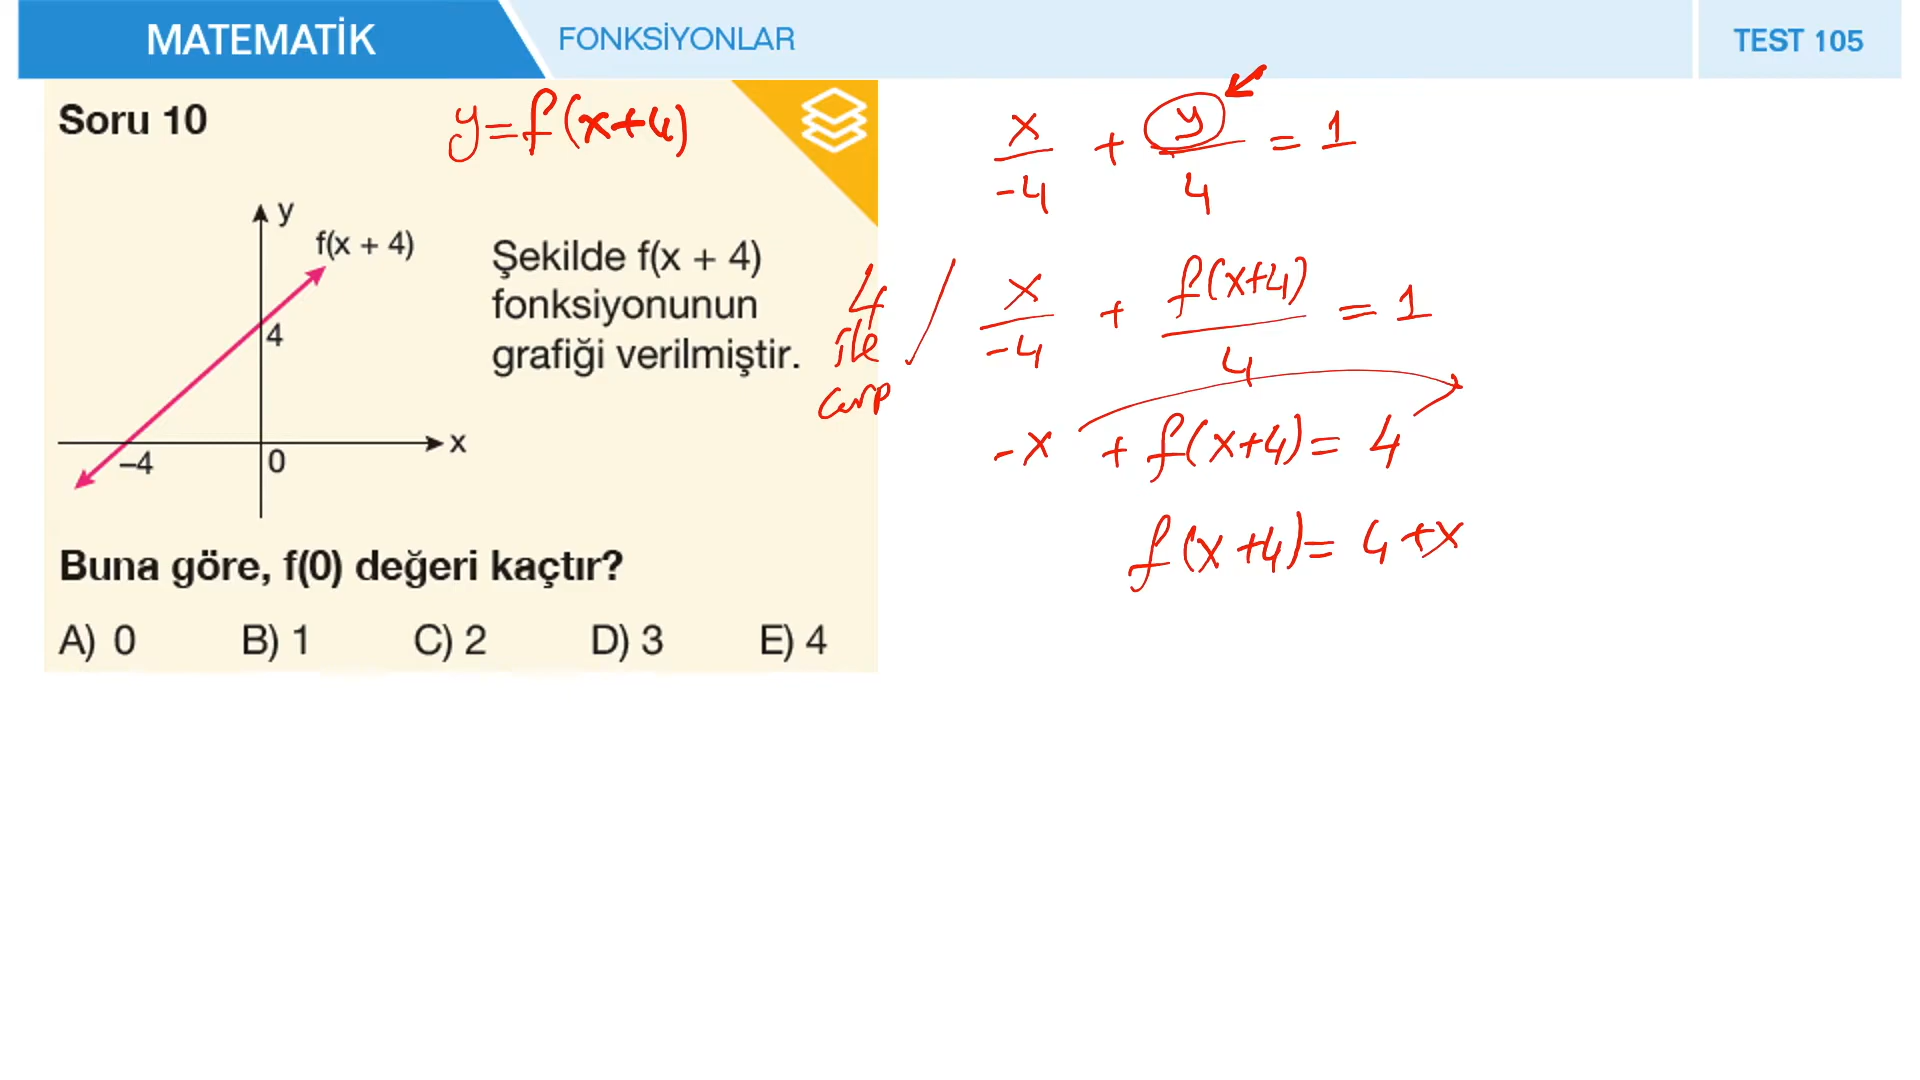 MATEMATİK
FONKSİYONLAR
TEST 105
Soru 10
y=f(x+4)
y
f(x + 4)
4
-4
0
x
Şekilde f(x + 4)
fonksiyonunun
grafiği verilmiştir.
Buna göre, f(0) değeri kaçtır?
A) 0 B) 1 C) 2 D) 3 E) 4
x/-4 + y/4 = 1
4 ile çarp / x/-4 + f(x+4)/4 = 1
-x + f(x+4) = 4
f(x+4) = 4+x